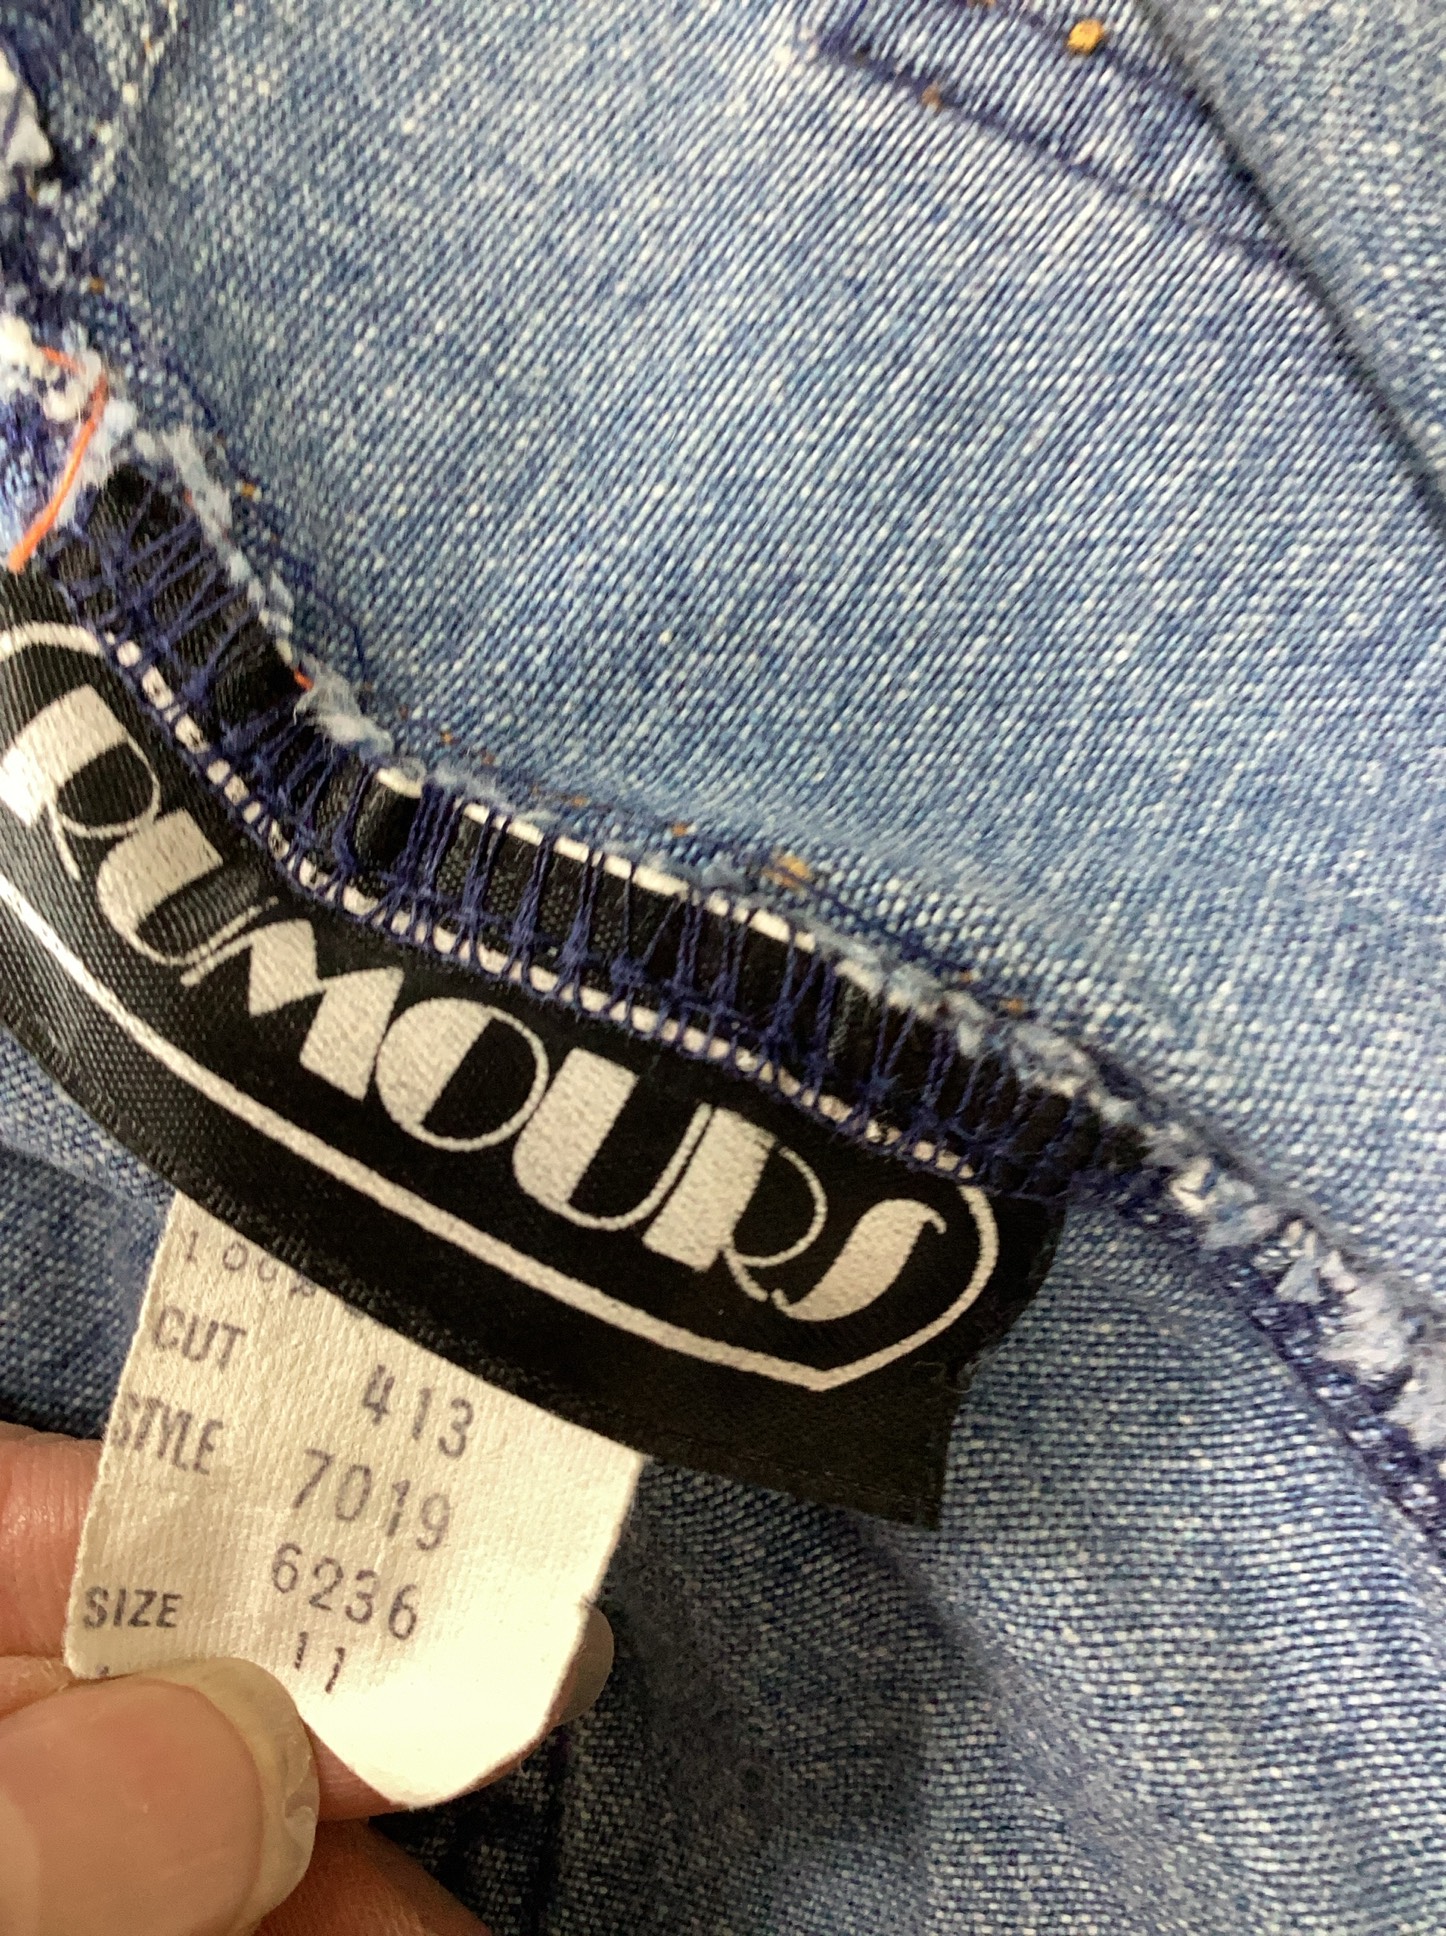 RUMOURS
CUT 413
STYLE 7019
6236
SIZE 11